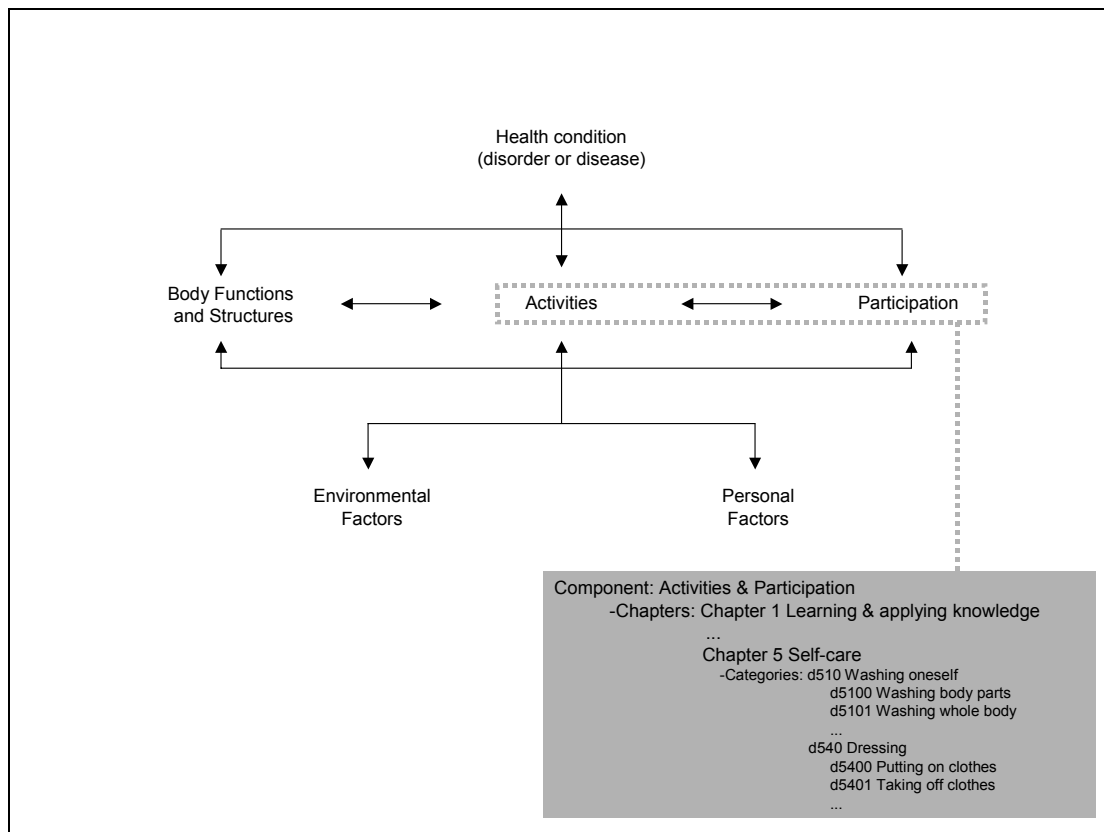 Health condition
(disorder or disease)
Body Functions
and Structures
Activities
Participation
Environmental
Factors
Personal
Factors
Component: Activities & Participation
-Chapters: Chapter 1 Learning & applying knowledge
...
Chapter 5 Self-care
-Categories: d510 Washing oneself
d5100 Washing body parts
d5101 Washing whole body
...
d540 Dressing
d5400 Putting on clothes
d5401 Taking off clothes
...